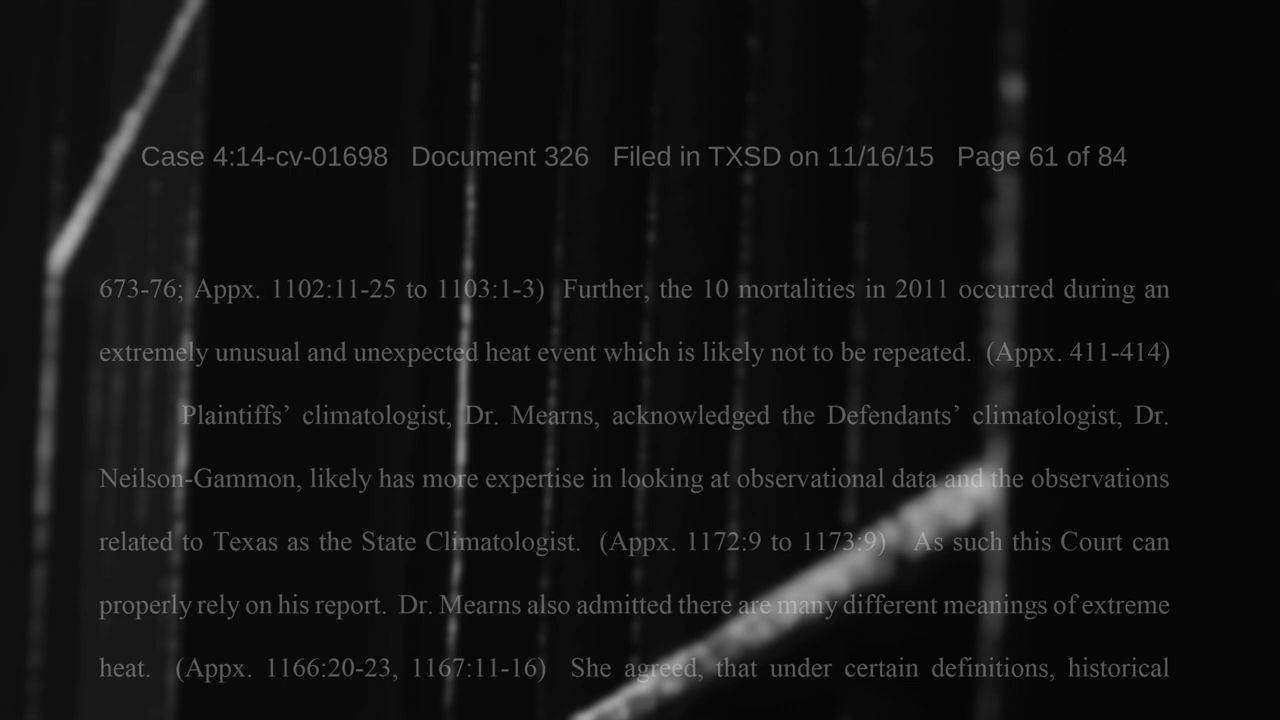 Case 4:14-cv-01698 Document 326 Filed in TXSD on 11/16/15 Page 61 of 84
673-76; Appx. 1102:11-25 to 1103:1-3) Further, the 10 mortalities in 2011 occurred during an
extremely unusual and unexpected heat event which is likely not to be repeated. (Appx. 411-414)
Plaintiffs’ climatologist, Dr. Mearns, acknowledged the Defendants’ climatologist, Dr.
Neilson-Gammon, likely has more expertise in looking at observational data and the observations
related to Texas as the State Climatologist. (Appx. 1172:9 to 1173:9) As such this Court can
properly rely on his report. Dr. Mearns also admitted there are many different meanings of extreme
heat. (Appx. 1166:20-23, 1167:11-16) She agreed, that under certain definitions, historical